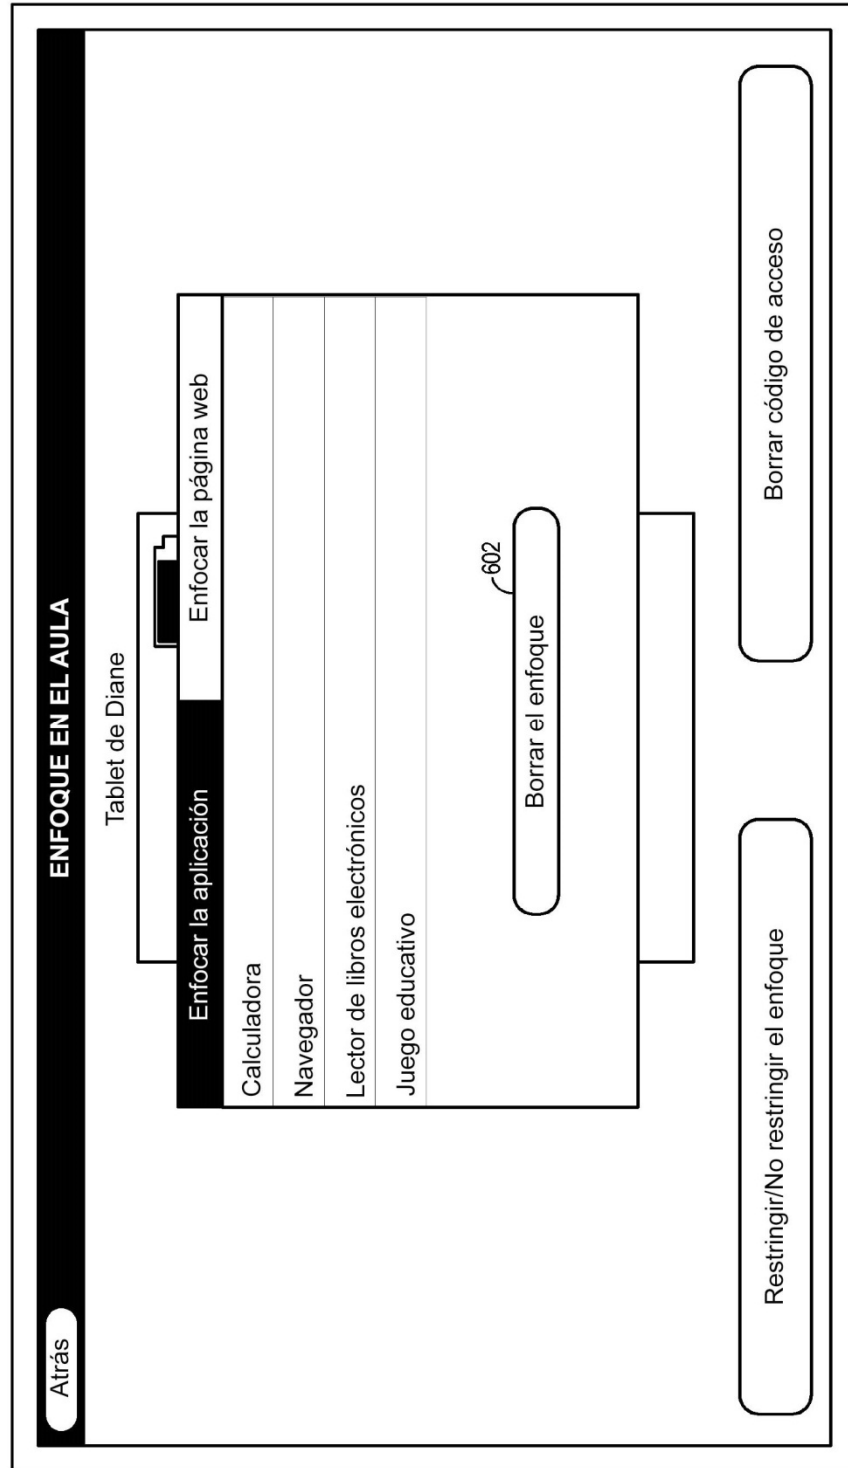 Atrás
ENFOQUE EN EL AULA
Tablet de Diane
Enfocar la aplicación
Enfocar la página web
Calculadora
Navegador
Lector de libros electrónicos
Juego educativo
602
Borrar el enfoque
Restringir/No restringir el enfoque
Borrar código de acceso